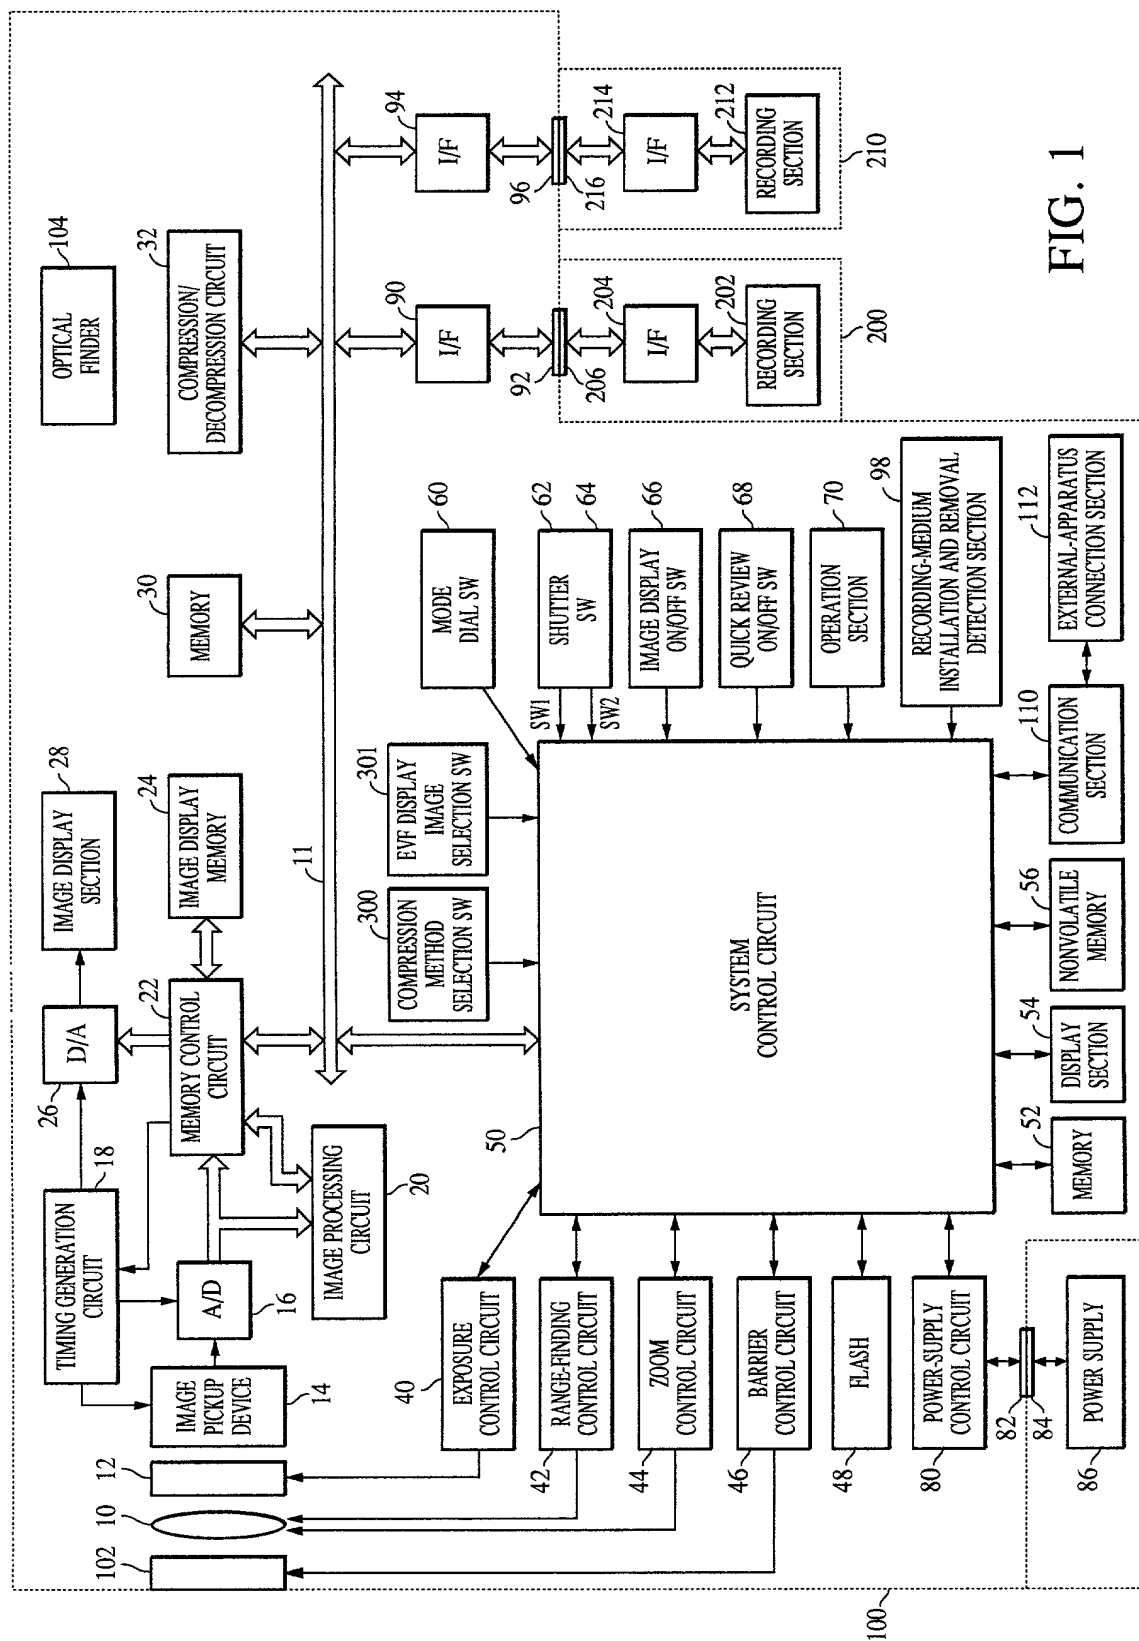 100
102
10
12
14
IMAGE
PICKUP
DEVICE
TIMING GENERATION
CIRCUIT
18
A/D
16
26
D/A
IMAGE DISPLAY
SECTION
28
MEMORY CONTROL
CIRCUIT
22
IMAGE DISPLAY
MEMORY
24
IMAGE PROCESSING
CIRCUIT
20
MEMORY
30
OPTICAL
FINDER
104
COMPRESSION/
DECOMPRESSION CIRCUIT
32
11
I/F
90
I/F
94
92
206
96
216
I/F
204
I/F
214
RECORDING
SECTION
202
RECORDING
SECTION
212
200
210
COMPRESSION
METHOD
SELECTION SW
300
EVF DISPLAY
IMAGE
SELECTION SW
301
MODE
DIAL SW
60
SHUTTER
SW
62
64
SW1
SW2
IMAGE DISPLAY
ON/OFF SW
66
QUICK REVIEW
ON/OFF SW
68
OPERATION
SECTION
70
RECORDING-MEDIUM
INSTALLATION AND REMOVAL
DETECTION SECTION
98
50
SYSTEM
CONTROL CIRCUIT
40
EXPOSURE
CONTROL CIRCUIT
42
RANGE-FINDING
CONTROL CIRCUIT
44
ZOOM
CONTROL CIRCUIT
46
BARRIER
CONTROL CIRCUIT
48
FLASH
80
POWER-SUPPLY
CONTROL CIRCUIT
82
84
86
POWER SUPPLY
MEMORY
52
DISPLAY
SECTION
54
NONVOLATILE
MEMORY
56
COMMUNICATION
SECTION
110
EXTERNAL-APPARATUS
CONNECTION SECTION
112
FIG. 1